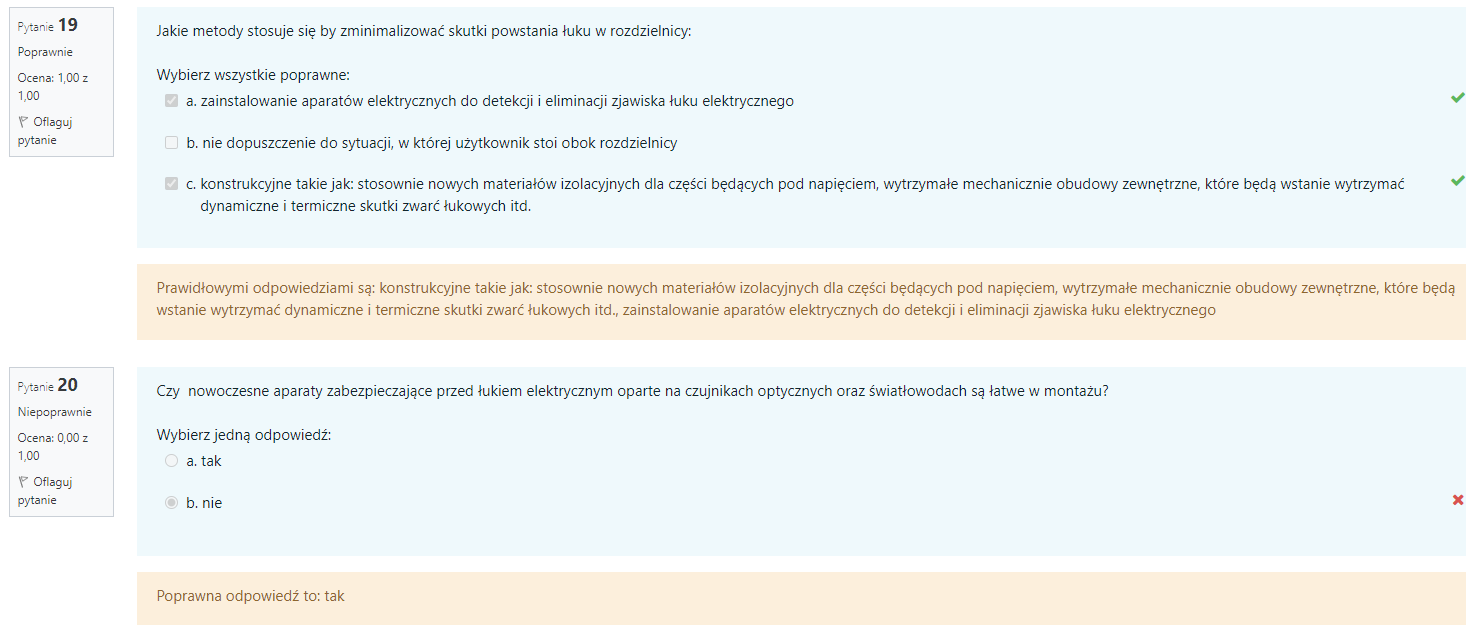 Pytanie 19
Poprawnie
Ocena: 1,00 z
1,00
Oflaguj
pytanie
Jakie metody stosuje się by zminimalizować skutki powstania łuku w rozdzielnicy:
Wybierz wszystkie poprawne:
a. zainstalowanie aparatów elektrycznych do detekcji i eliminacji zjawiska łuku elektrycznego
b. nie dopuszczenie do sytuacji, w której użytkownik stoi obok rozdzielnicy
c. konstrukcyjne takie jak: stosownie nowych materiałów izolacyjnych dla części będących pod napięciem, wytrzymałe mechanicznie obudowy zewnętrzne, które będą wstanie wytrzymać
dynamiczne i termiczne skutki zwarć łukowych itd.
Prawidłowymi odpowiedziami są: konstrukcyjne takie jak: stosownie nowych materiałów izolacyjnych dla części będących pod napięciem, wytrzymałe mechanicznie obudowy zewnętrzne, które będą
wstanie wytrzymać dynamiczne i termiczne skutki zwarć łukowych itd., zainstalowanie aparatów elektrycznych do detekcji i eliminacji zjawiska łuku elektrycznego
Pytanie 20
Niepoprawnie
Ocena: 0,00 z
1,00
Oflaguj
pytanie
Czy nowoczesne aparaty zabezpieczające przed łukiem elektrycznym oparte na czujnikach optycznych oraz światłowodach są łatwe w montażu?
Wybierz jedną odpowiedź:
a. tak
b. nie
Poprawna odpowiedź to: tak